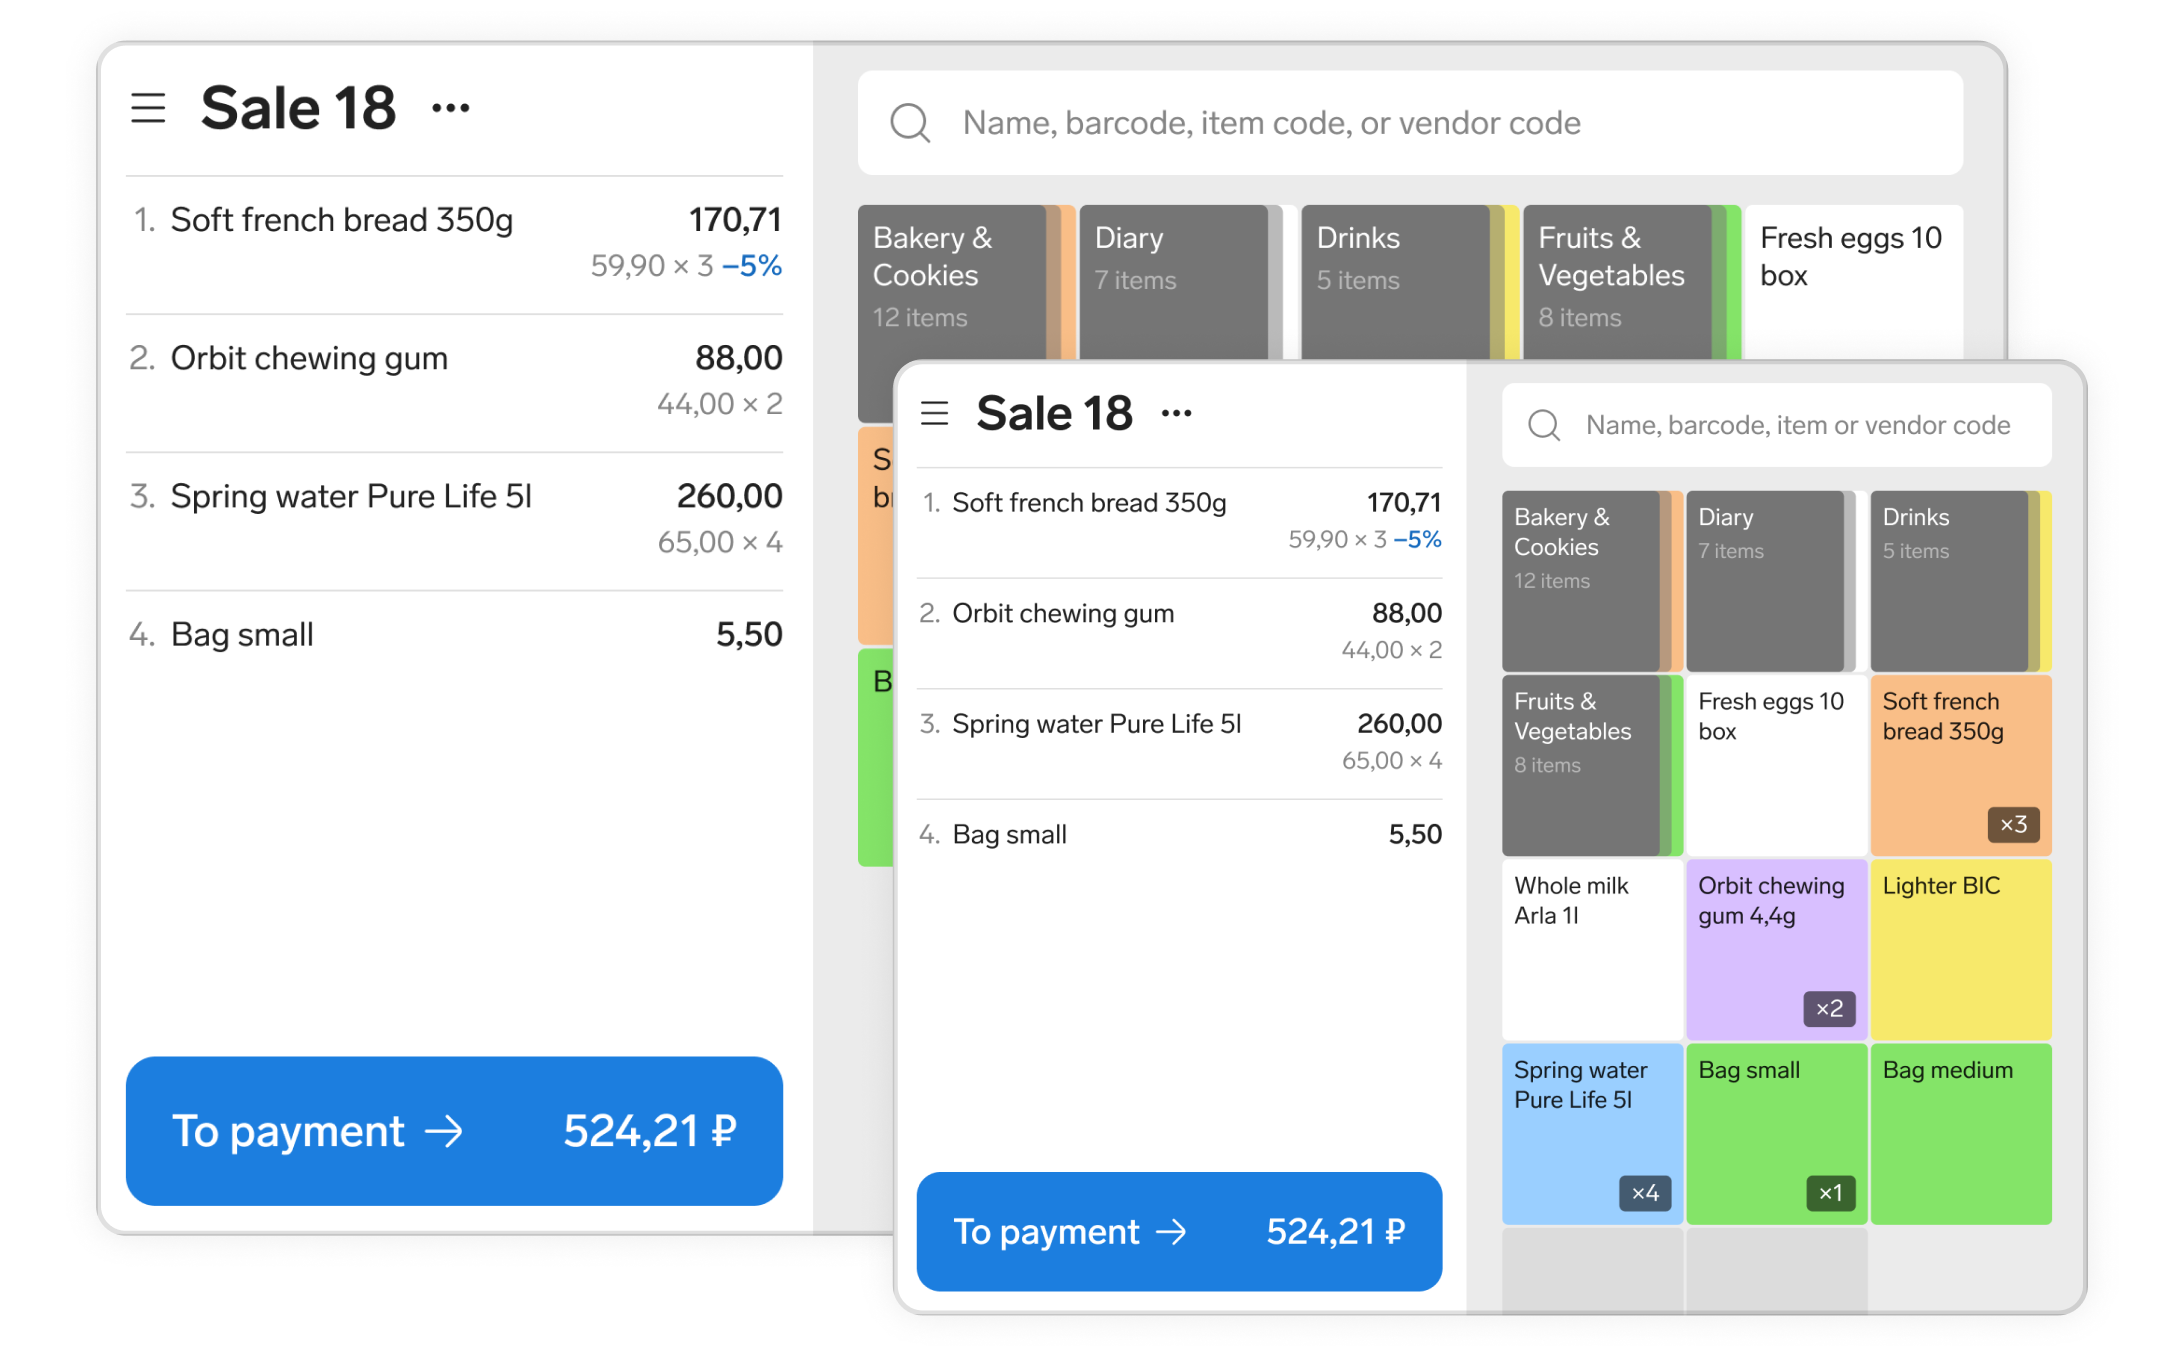 Sale 18 ...
1. Soft french bread 350g 170,71
59,90 × 3 –5%
2. Orbit chewing gum 88,00
44,00 × 2
3. Spring water Pure Life 5l 260,00
65,00 × 4
4. Bag small 5,50
To payment → 524,21 ₽
Name, barcode, item code, or vendor code
Bakery &
Cookies
12 items
Diary
7 items
Drinks
5 items
Fruits &
Vegetables
8 items
Fresh eggs 10
box
Sale 18 ...
1. Soft french bread 350g 170,71
59,90 × 3 –5%
2. Orbit chewing gum 88,00
44,00 × 2
3. Spring water Pure Life 5l 260,00
65,00 × 4
4. Bag small 5,50
To payment → 524,21 ₽
Name, barcode, item or vendor code
Bakery &
Cookies
12 items
Diary
7 items
Drinks
5 items
Fruits &
Vegetables
8 items
Fresh eggs 10
box
Soft french
bread 350g
×3
Whole milk
Arla 1l
Orbit chewing
gum 4,4g
×2
Lighter BIC
Spring water
Pure Life 5l
×4
Bag small
×1
Bag medium